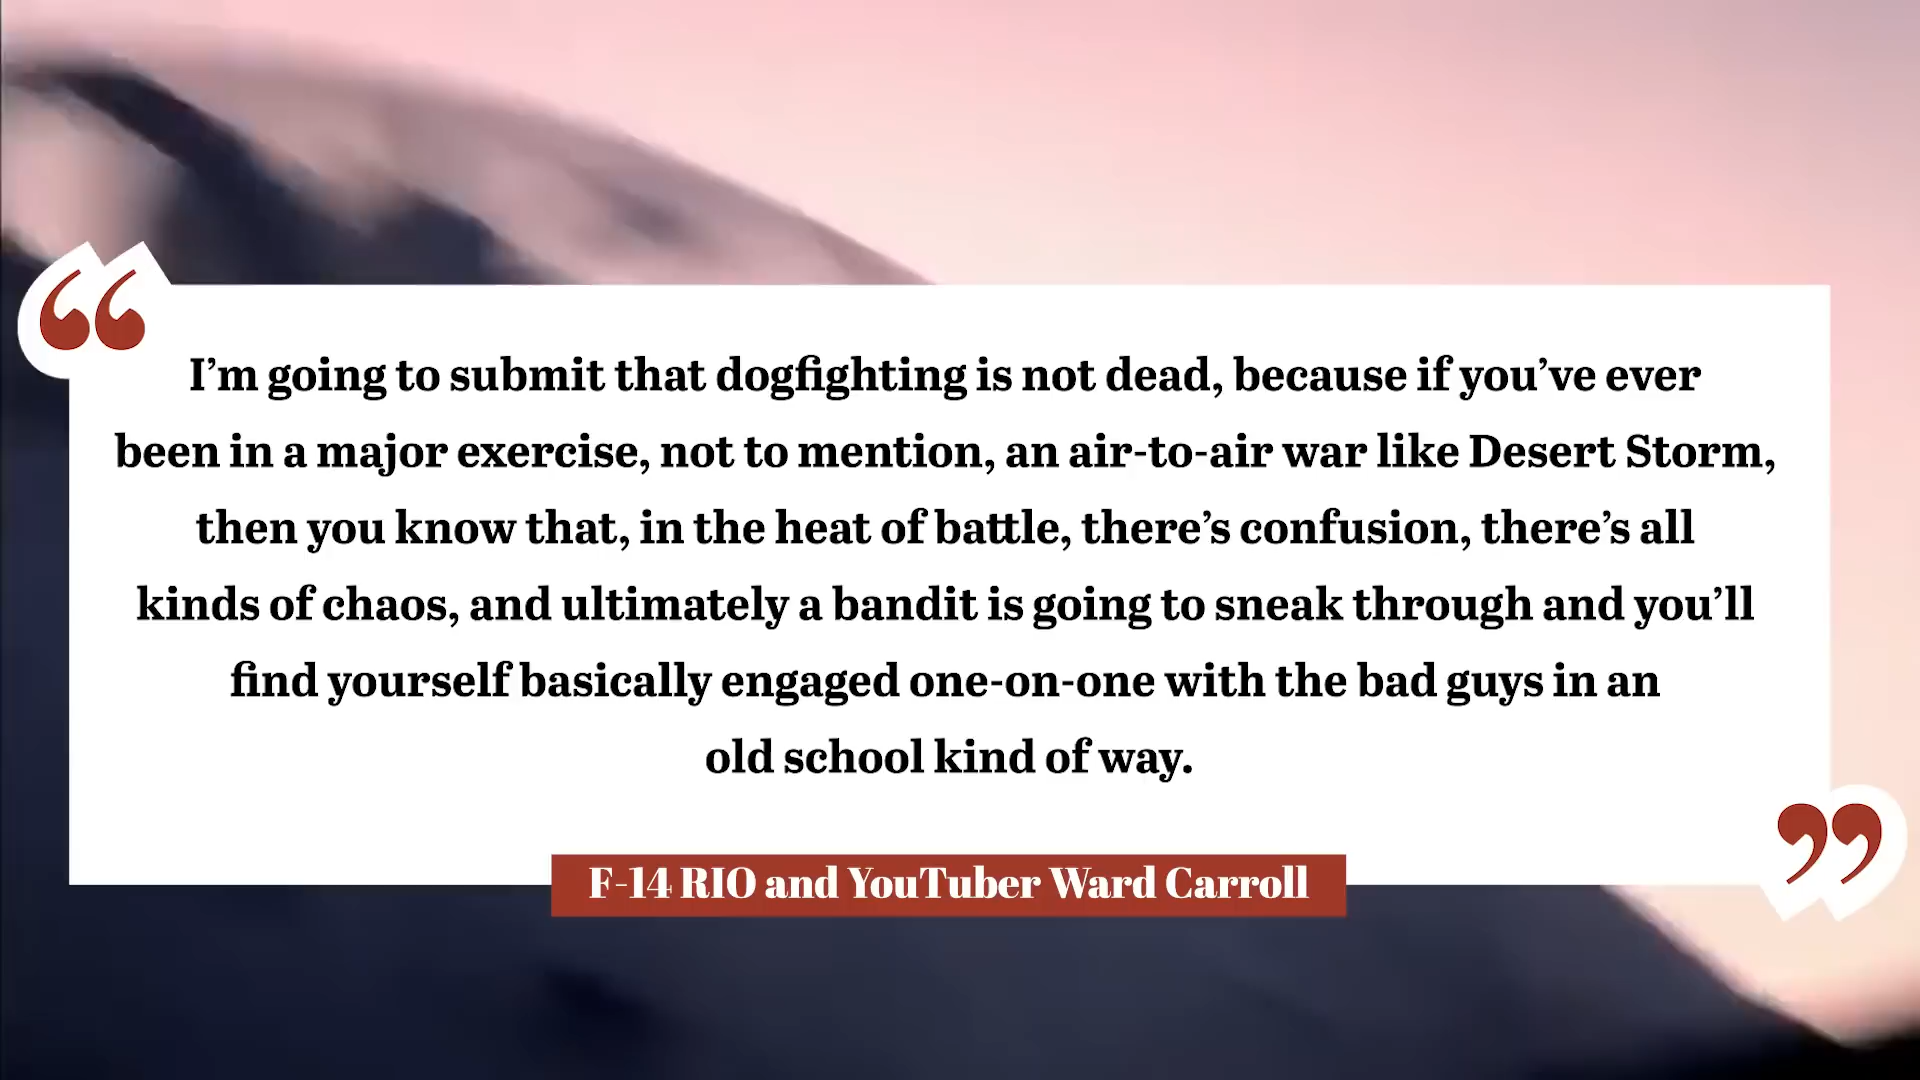 “
I’m going to submit that dogfighting is not dead, because if you’ve ever
been in a major exercise, not to mention, an air-to-air war like Desert Storm,
then you know that, in the heat of battle, there’s confusion, there’s all
kinds of chaos, and ultimately a bandit is going to sneak through and you’ll
find yourself basically engaged one-on-one with the bad guys in an
old school kind of way.
”
F-14 RIO and YouTuber Ward Carroll